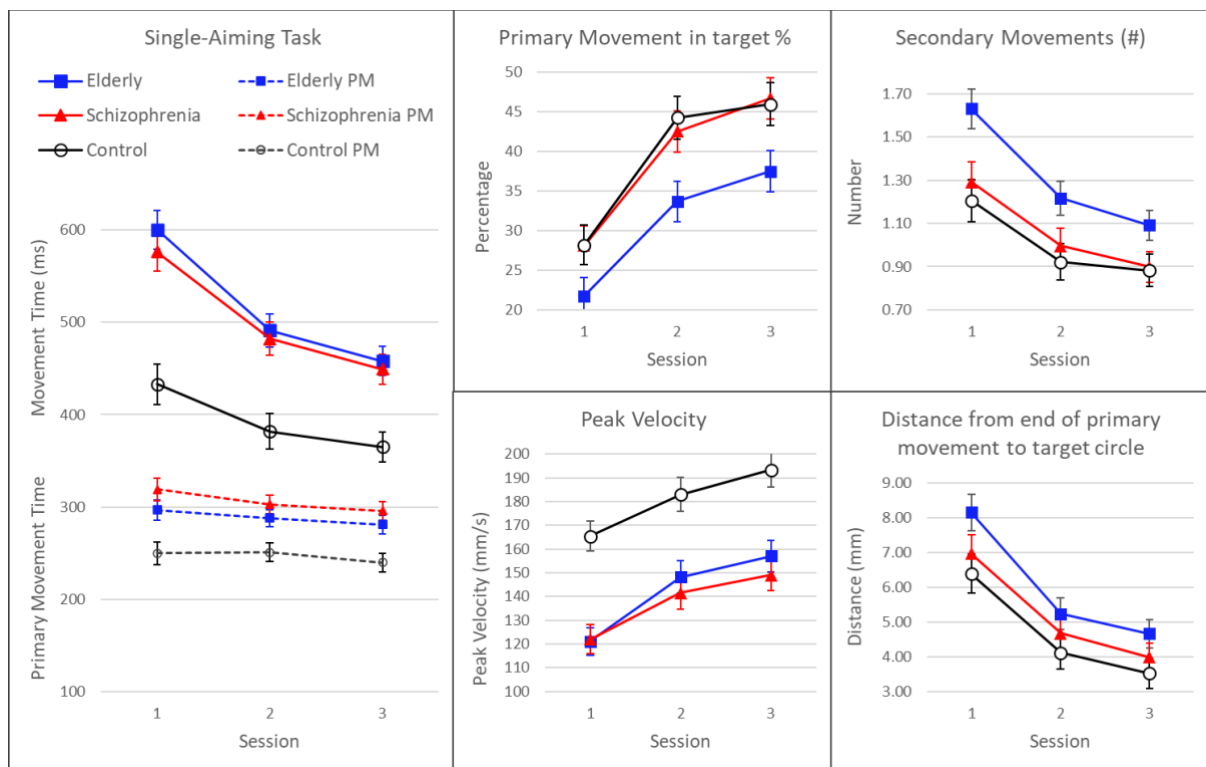 Single-Aiming Task
Elderly
Elderly PM
Schizophrenia
Schizophrenia PM
Control
Control PM
Movement Time (ms)
Primary Movement Time
600
500
400
300
200
100
1 2 3
Session
Primary Movement in target %
Percentage
50
45
40
35
30
25
20
1 2 3
Session
Secondary Movements (#)
Number
1.70
1.50
1.30
1.10
0.90
0.70
1 2 3
Session
Peak Velocity
Peak Velocity (mm/s)
200
190
180
170
160
150
140
130
120
110
100
1 2 3
Session
Distance from end of primary
movement to target circle
Distance (mm)
9.00
8.00
7.00
6.00
5.00
4.00
3.00
1 2 3
Session